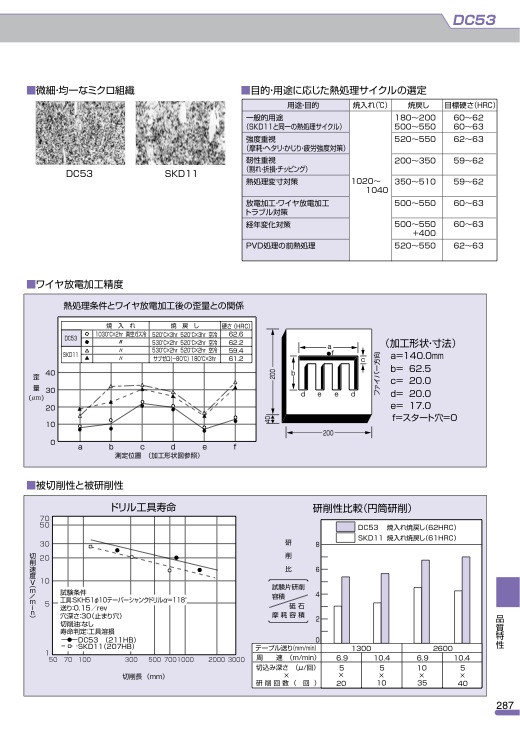 DC53
■微細・均一なミクロ組織
DC53
SKD11
■目的・用途に応じた熱処理サイクルの選定
用途・目的 焼入れ(℃) 焼戻し 目標硬さ(HRC)
一般的用途 180〜200 60〜62
(SKD11と同一の熱処理サイクル) 500〜550 60〜63
強度重視 520〜550 62〜63
(摩耗・ヘタリ・かじり・疲労強度対策)
靭性重視 200〜350 59〜62
(割れ・折損・チッピング)
熱処理変寸対策 1020〜1040 350〜510 59〜62
放電加工・ワイヤ放電加工 500〜550 60〜63
トラブル対策
経年変化対策 500〜550 60〜63
+400
PVD処理の前熱処理 520〜550 62〜63
■ワイヤ放電加工精度
熱処理条件とワイヤ放電加工後の歪量との関係
焼入れ 焼戻し 硬さ(HRC)
DC53 ○ 1030℃×2hr 真空ガス冷 520℃×3hr 520℃×3hr 空冷 62.6
● 〃 530℃×2hr 520℃×2hr 空冷 62.2
SKD11 △ 〃 530℃×2hr 520℃×2hr 空冷 59.4
▲ 〃 サブゼロ(−80℃) 180℃×3hr 61.2
歪量(μm)
40
30
20
10
0
a b c d e f
測定位置 (加工形状図参照)
200
40
200
a
f
b
c
d e e d
ファイバー方向
(加工形状・寸法)
a=140.0mm
b= 62.5
c= 20.0
d= 20.0
e= 17.0
f=スタート穴=0
■被切削性と被研削性
ドリル工具寿命
切削速度V(m/min)
70
50
30
20
10
5
1
試験条件
工具:SKH51φ10テーパーシャンクドリルα=118°
送り:0.15/rev
穴深さ:30(止まり穴)
切削油:なし
寿命判定:工具溶損
DC53 (211HB)
SKD11(207HB)
50 70 100 300 500 700 1000 2000 3000
切削長(mm)
研削性比較(円筒研削)
DC53 焼入れ焼戻し(62HRC)
SKD11 焼入れ焼戻し(61HRC)
研削比
試験片研削容積/砥石摩耗容積
8
6
4
2
0
テーブル送り(mm/min) 1300 2600
周速(m/min) 6.9 10.4 6.9 10.4
切込み深さ(μ/回) 5 5 10 5
× × × ×
研削回数(回) 20 10 35 40
品質特性
287